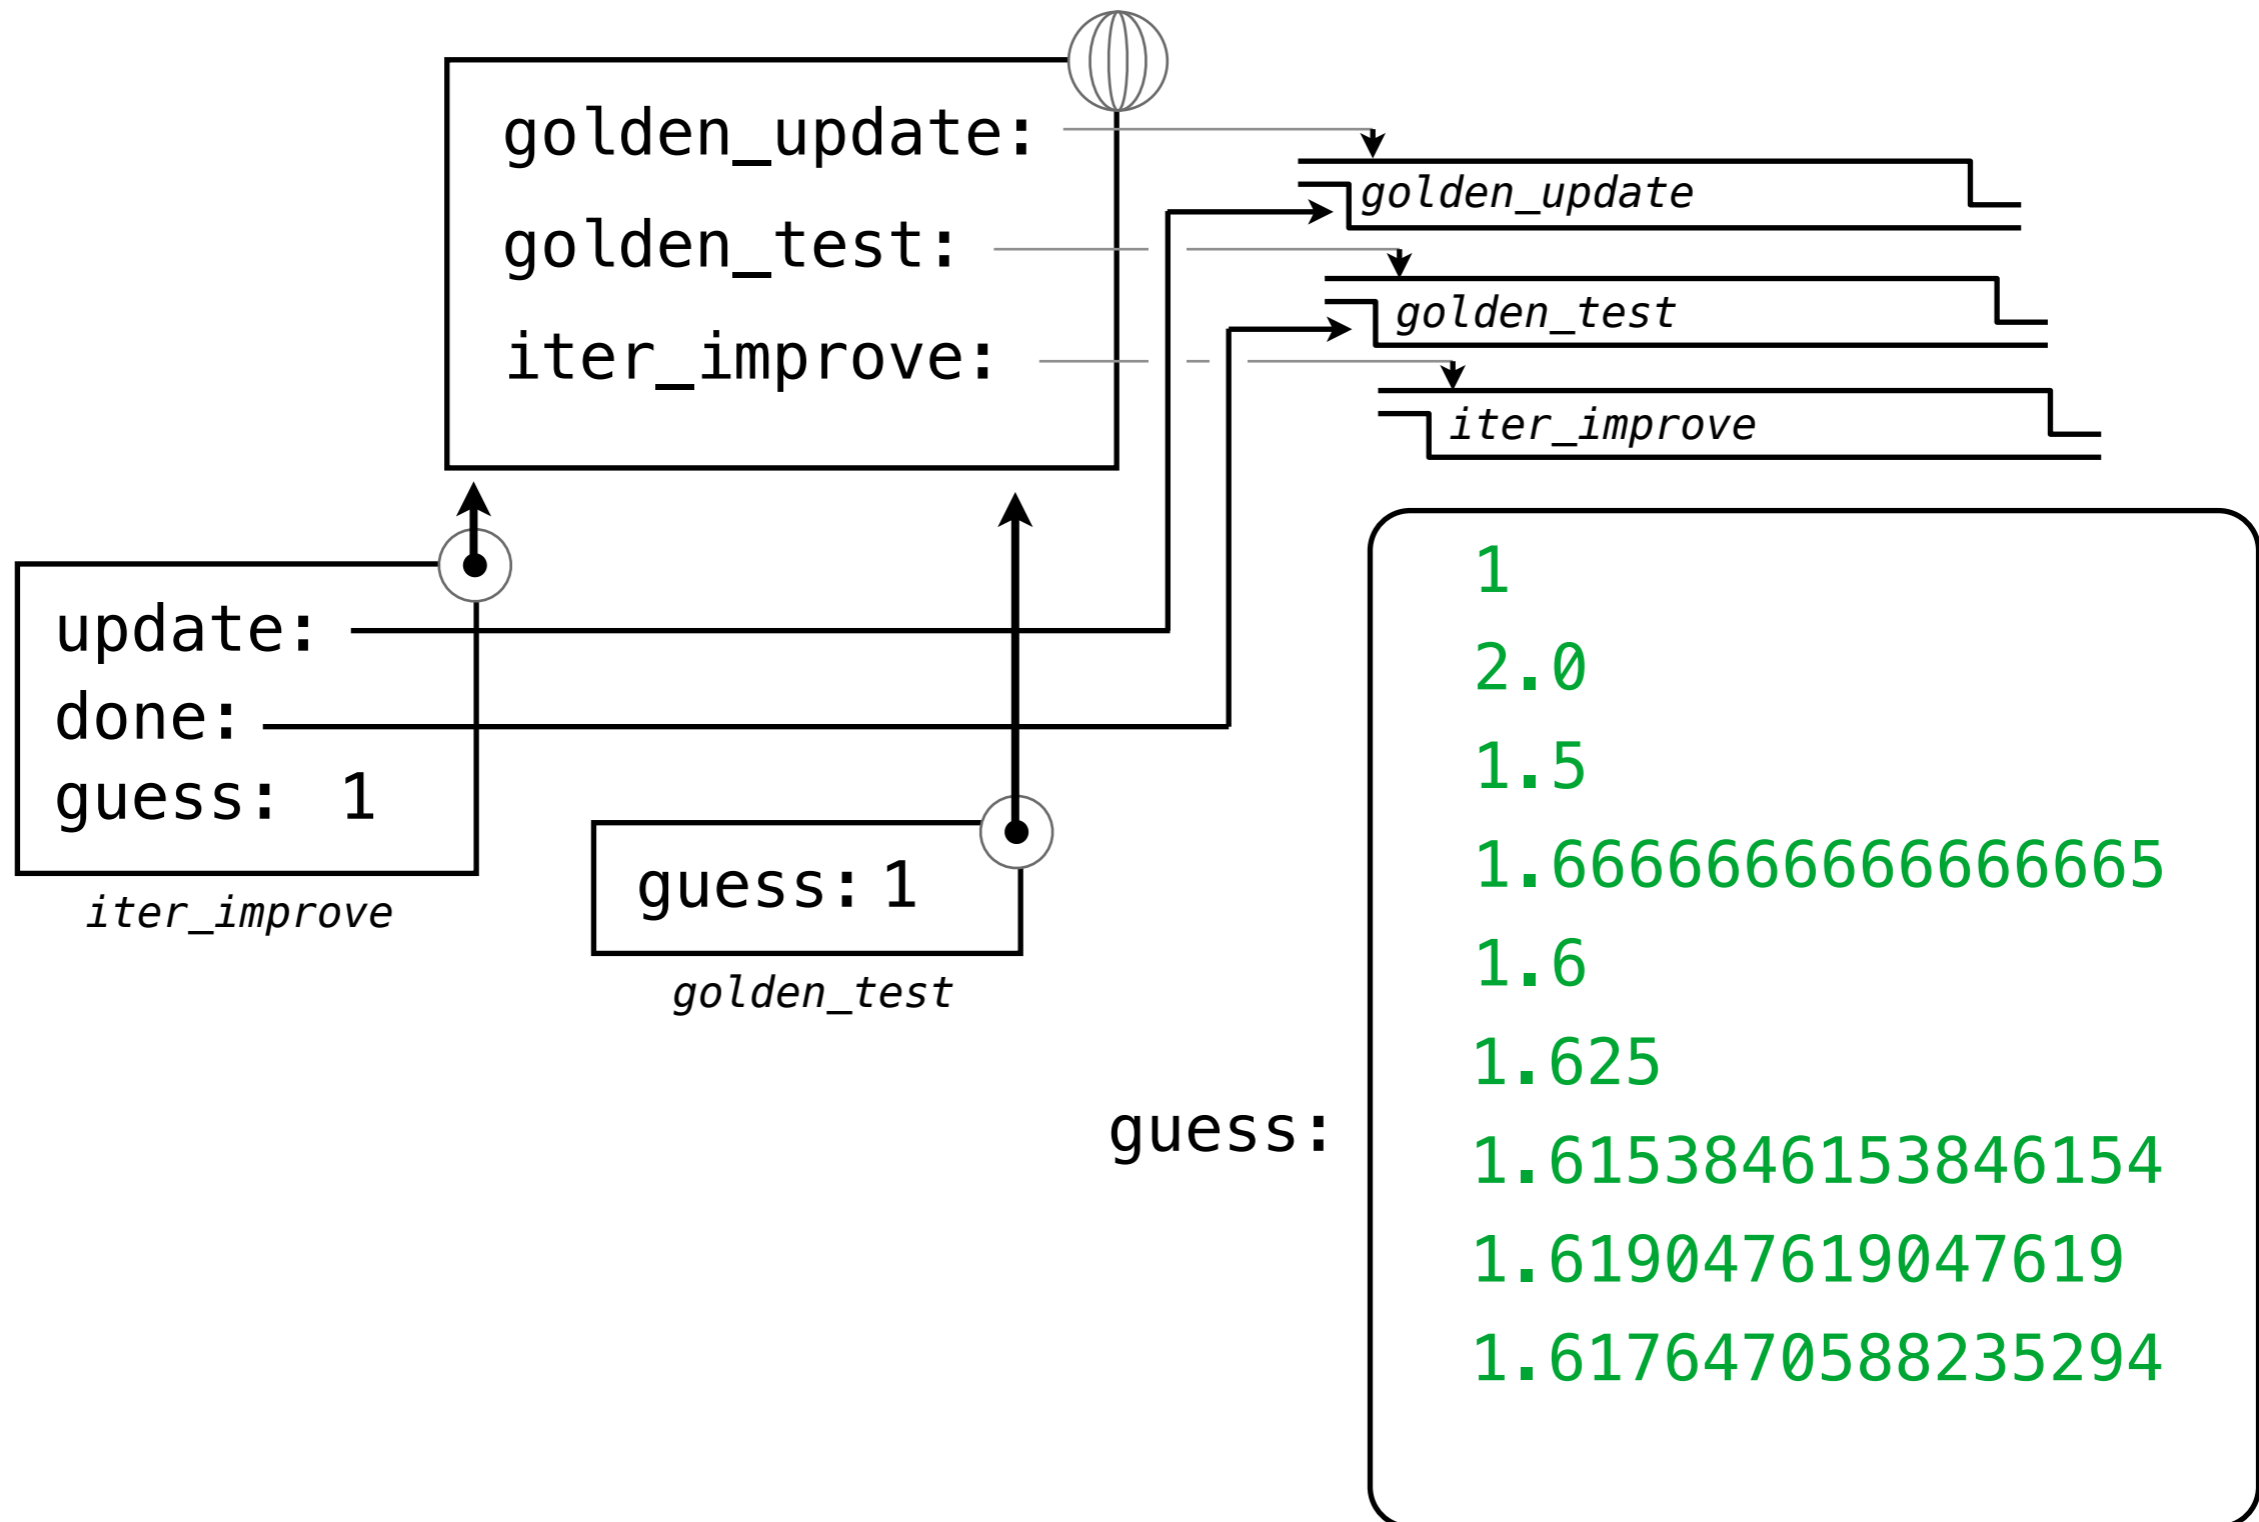 golden_update:
golden_test:
iter_improve:
golden_update
golden_test
iter_improve
update:
done:
guess: 1
iter_improve
guess: 1
golden_test
guess:
1
2.0
1.5
1.6666666666666665
1.6
1.625
1.6153846153846154
1.619047619047619
1.6176470588235294